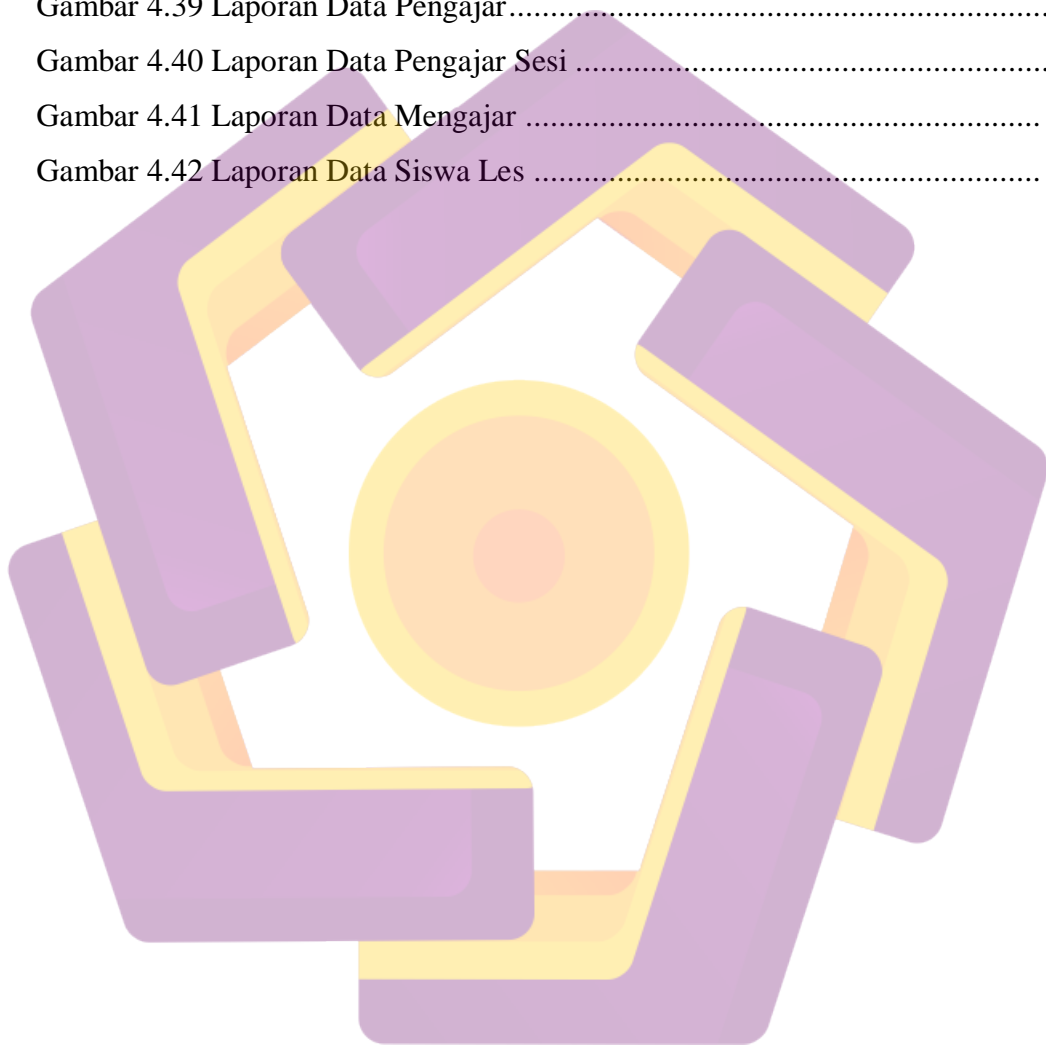 Gambar 4.39 Laporan Data Pengajar..............................................................
Gambar 4.40 Laporan Data Pengajar Sesi ......................................................
Gambar 4.41 Laporan Data Mengajar .............................................................
Gambar 4.42 Laporan Data Siswa Les ............................................................